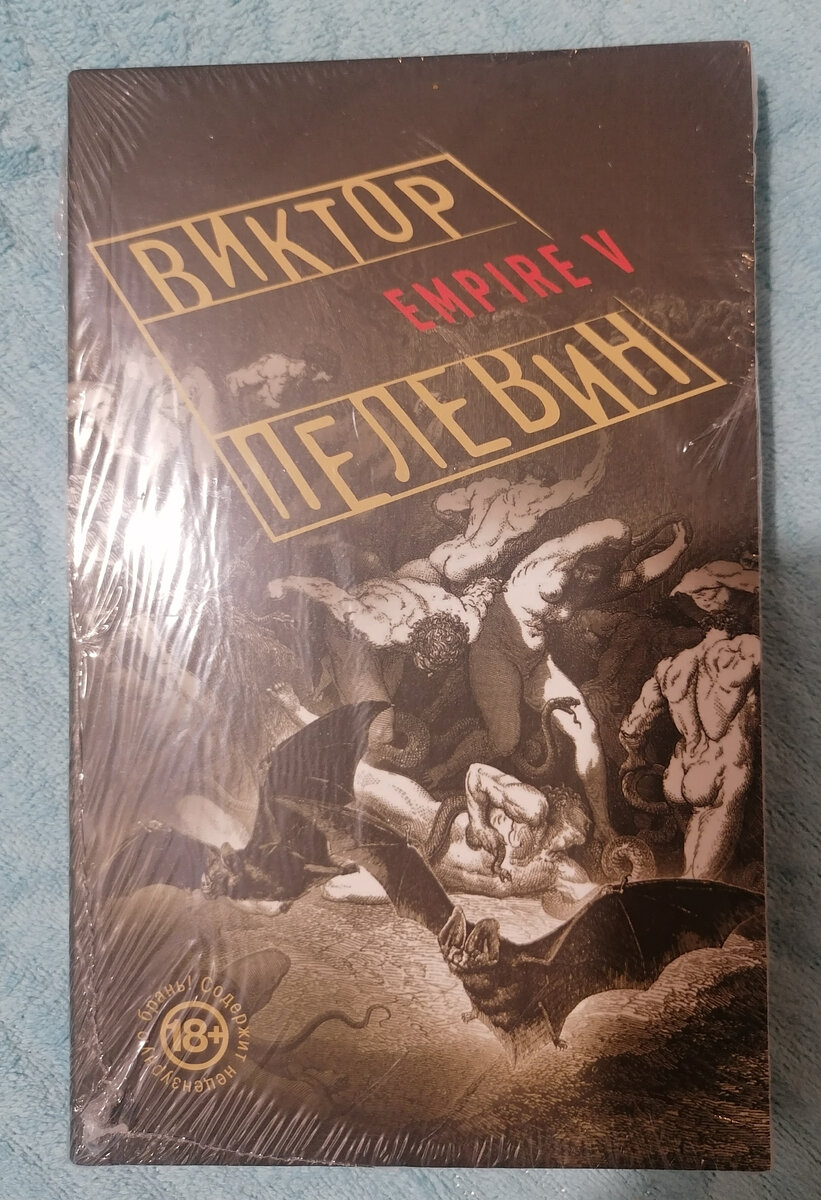 ВИКТОР
EMPIRE V
ПЕЛЕВИН
Содержит нецензурную брань!
18+